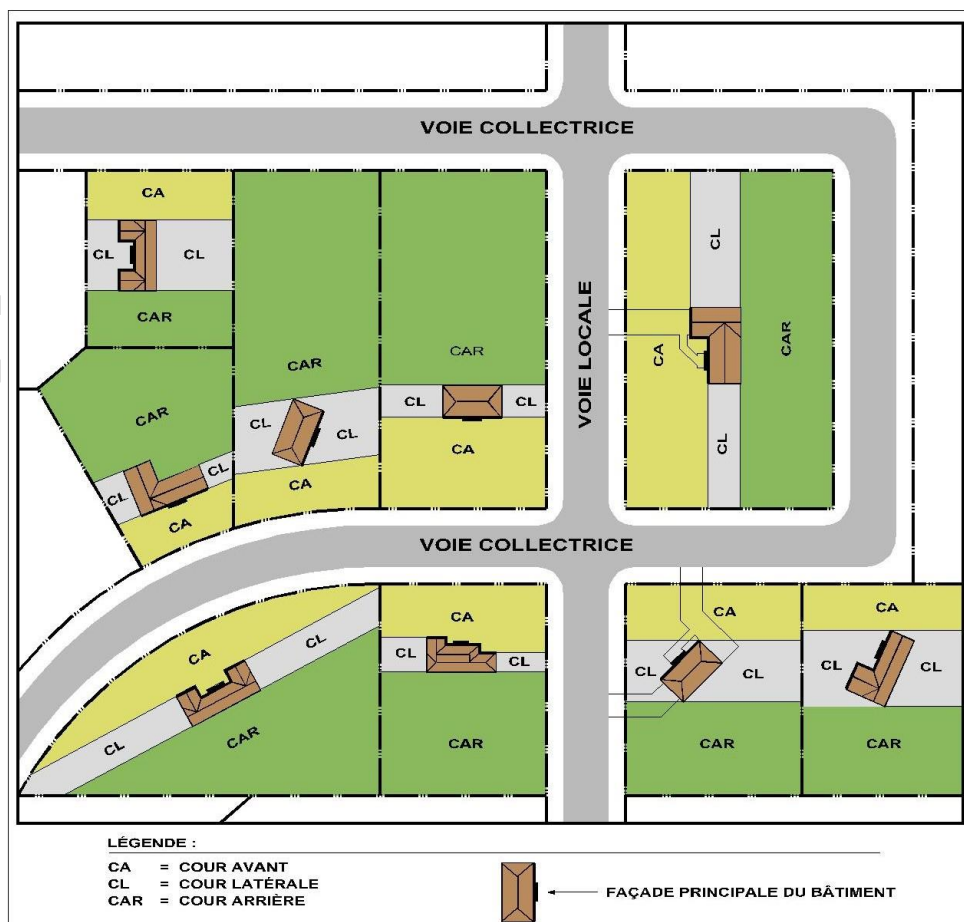 VOIE COLLECTRICE
CA
CL
CL
CAR
CAR
CL
CL
CA
CAR
CL
CL
CA
CAR
CL
CL
CA
VOIE LOCALE
CL
CA
CAR
CL
VOIE COLLECTRICE
CA
CL
CL
CAR
CA
CL
CL
CAR
CA
CL
CL
CAR
CA
CL
CL
CAR
LÉGENDE :
CA = COUR AVANT
CL = COUR LATÉRALE
CAR = COUR ARRIÈRE
FAÇADE PRINCIPALE DU BÂTIMENT